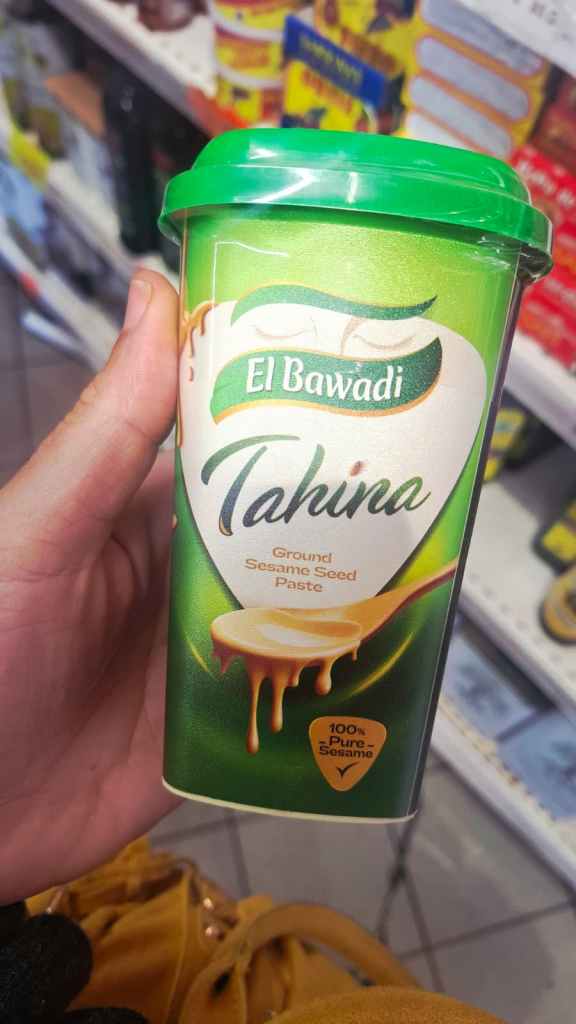 El Bawadi
Tahina
Ground
Sesame Seed
Paste
100%
- Pure -
Sesame